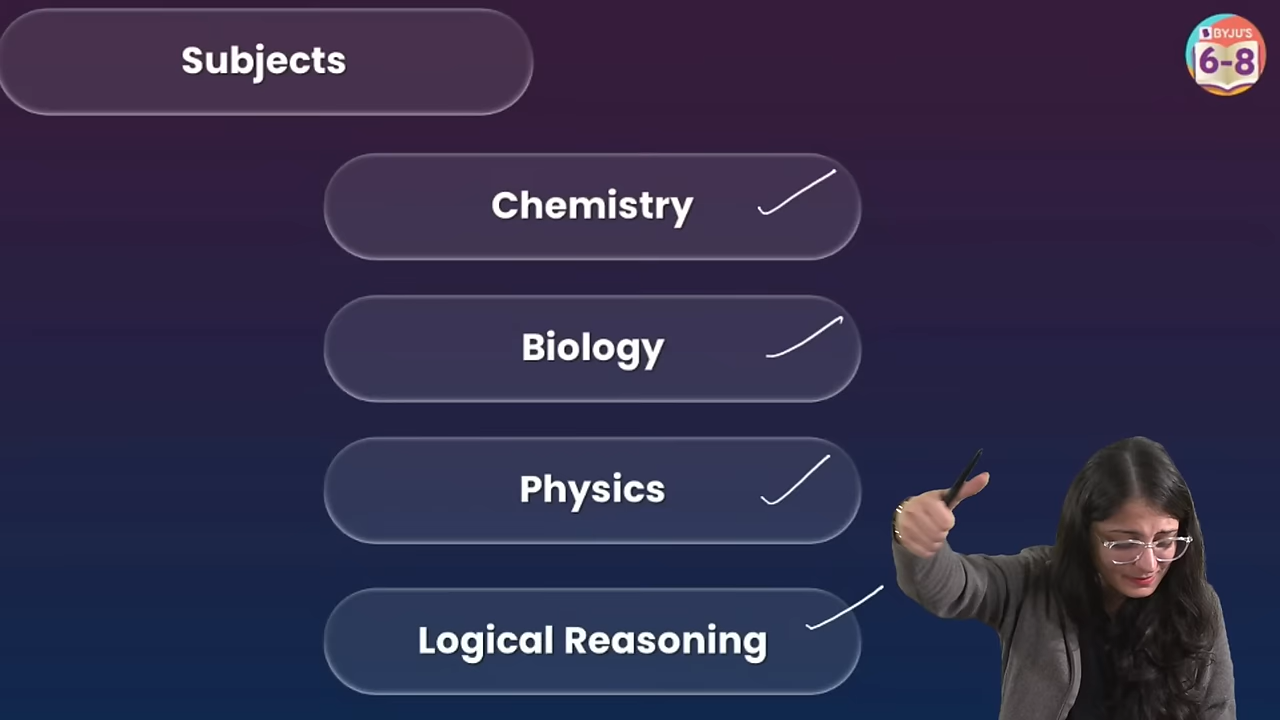 Subjects
BYJU'S
6-8
Chemistry
Biology
Physics
Logical Reasoning